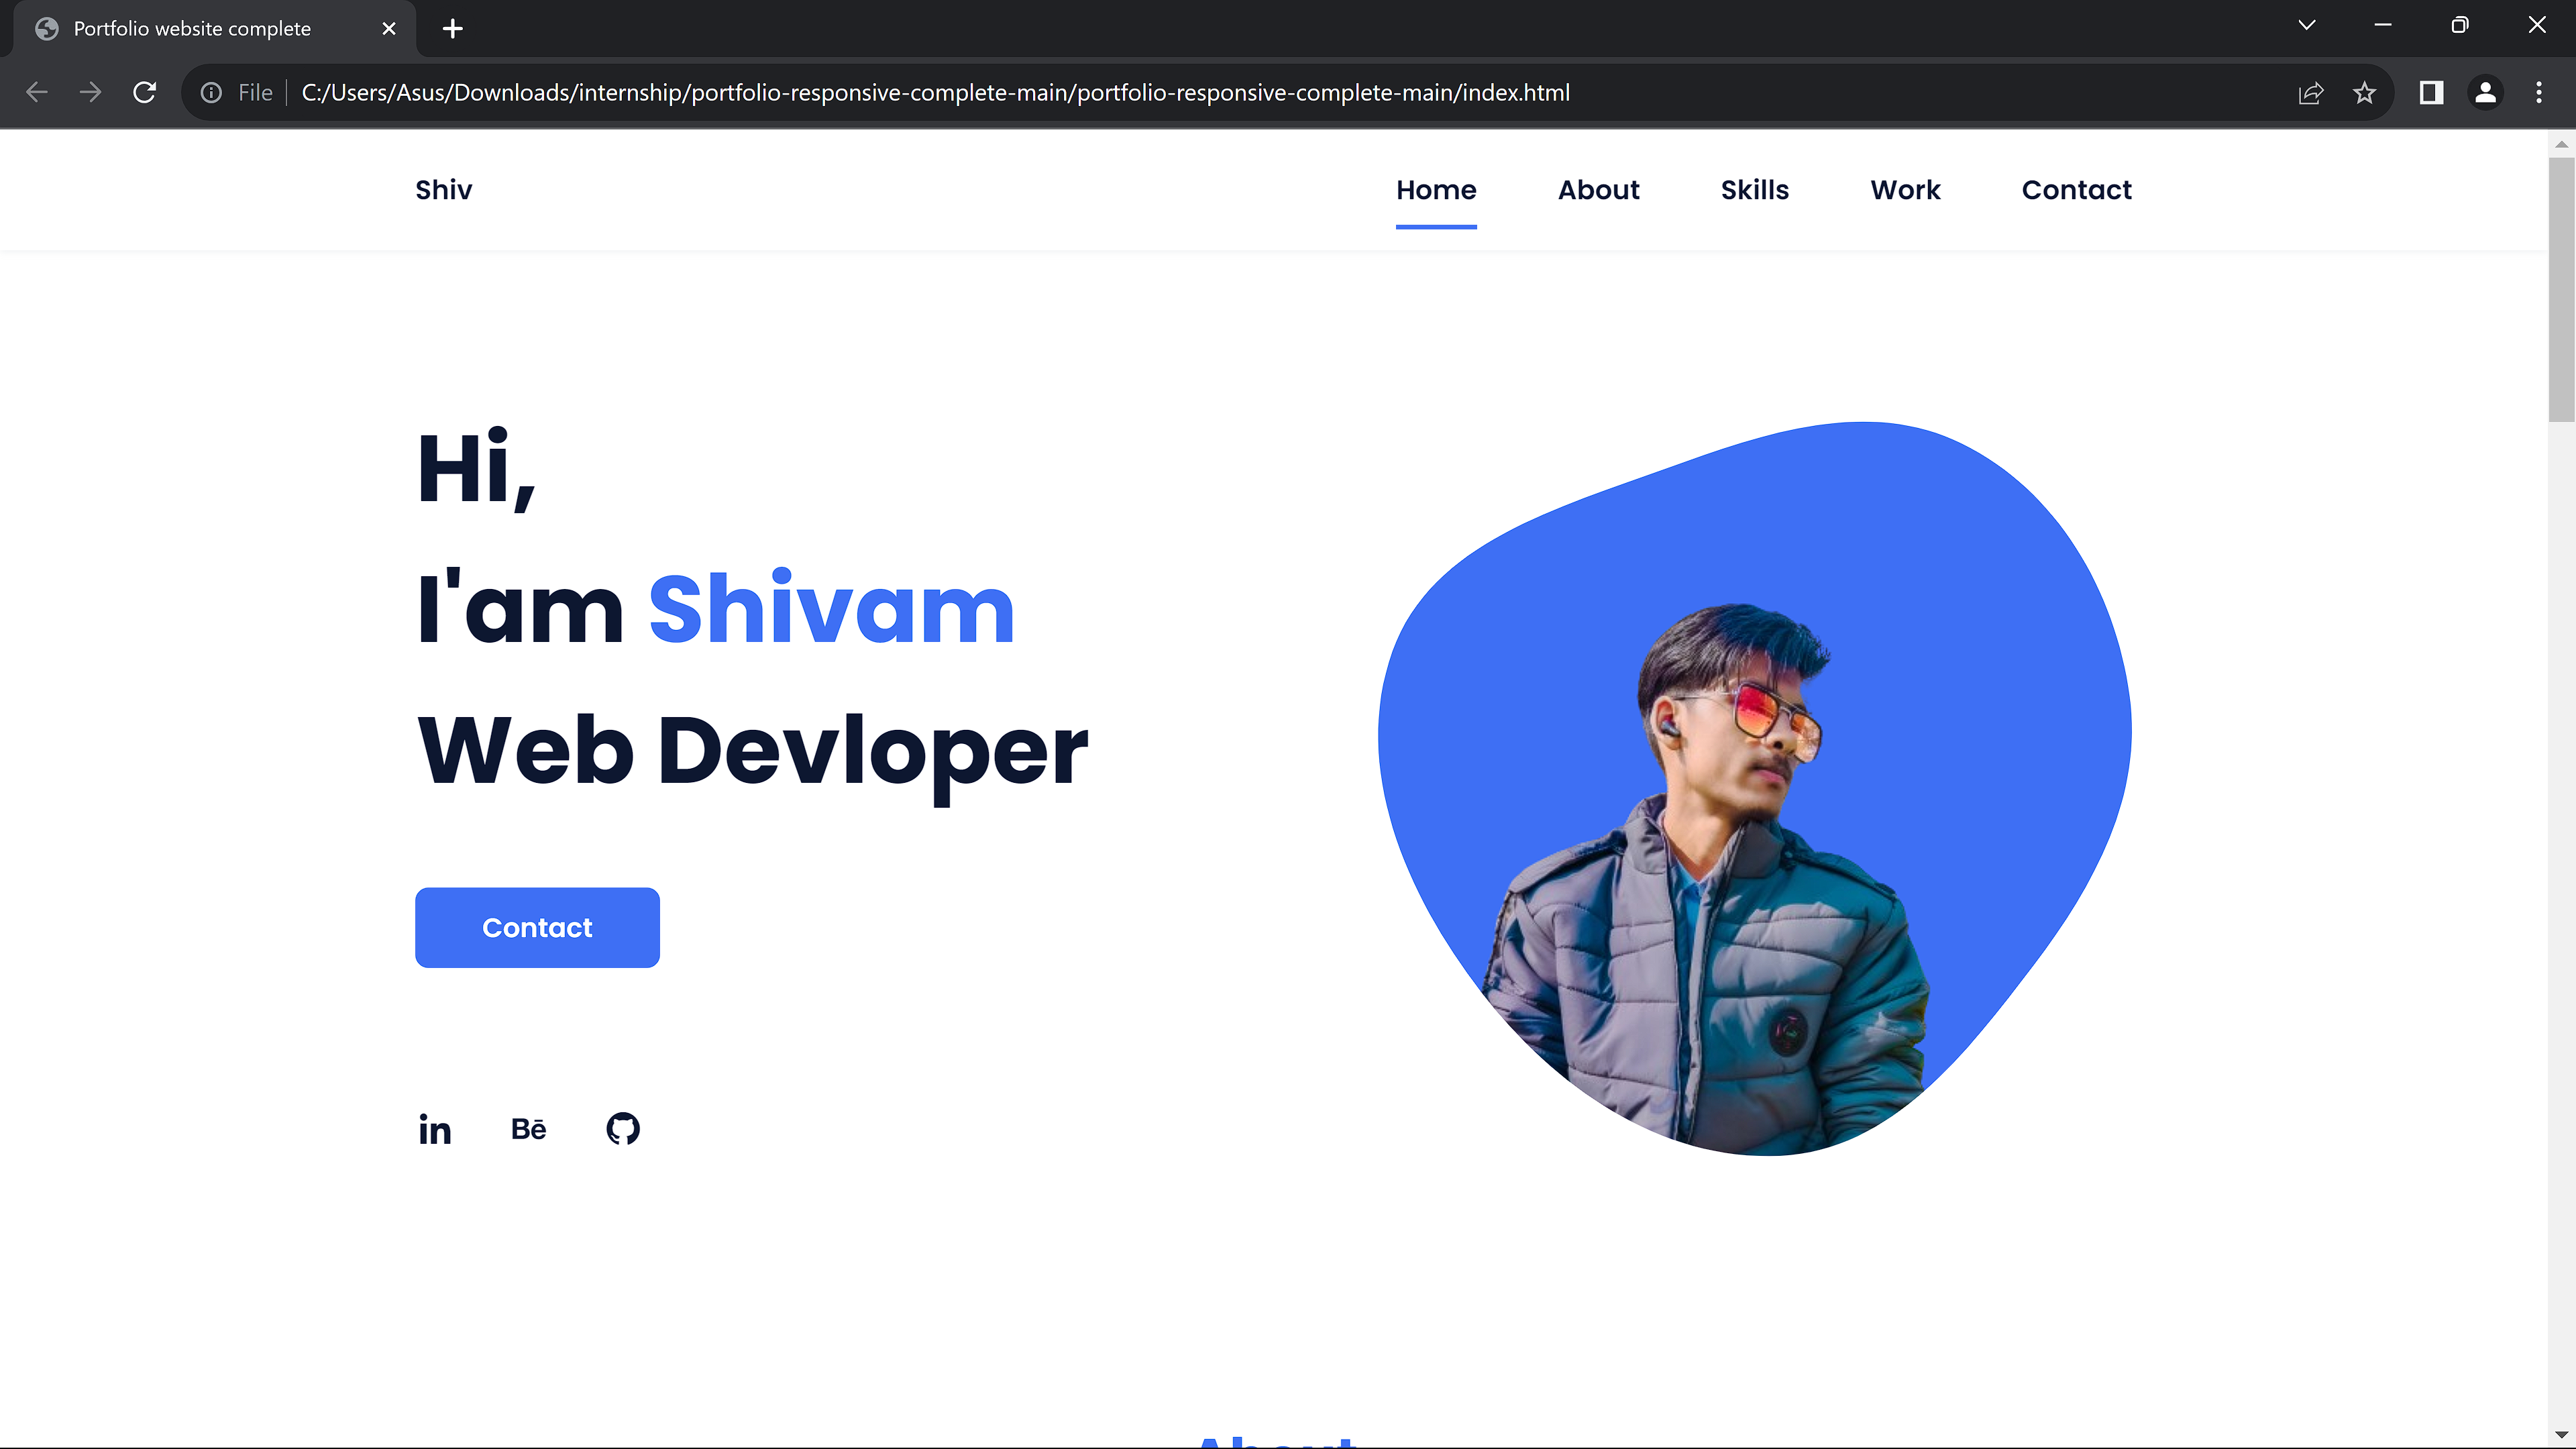 Portfolio website complete
File C:/Users/Asus/Downloads/internship/portfolio-responsive-complete-main/portfolio-responsive-complete-main/index.html
Shiv Home About Skills Work Contact
Hi,
I'am Shivam
Web Devloper
Contact
in Bē
About